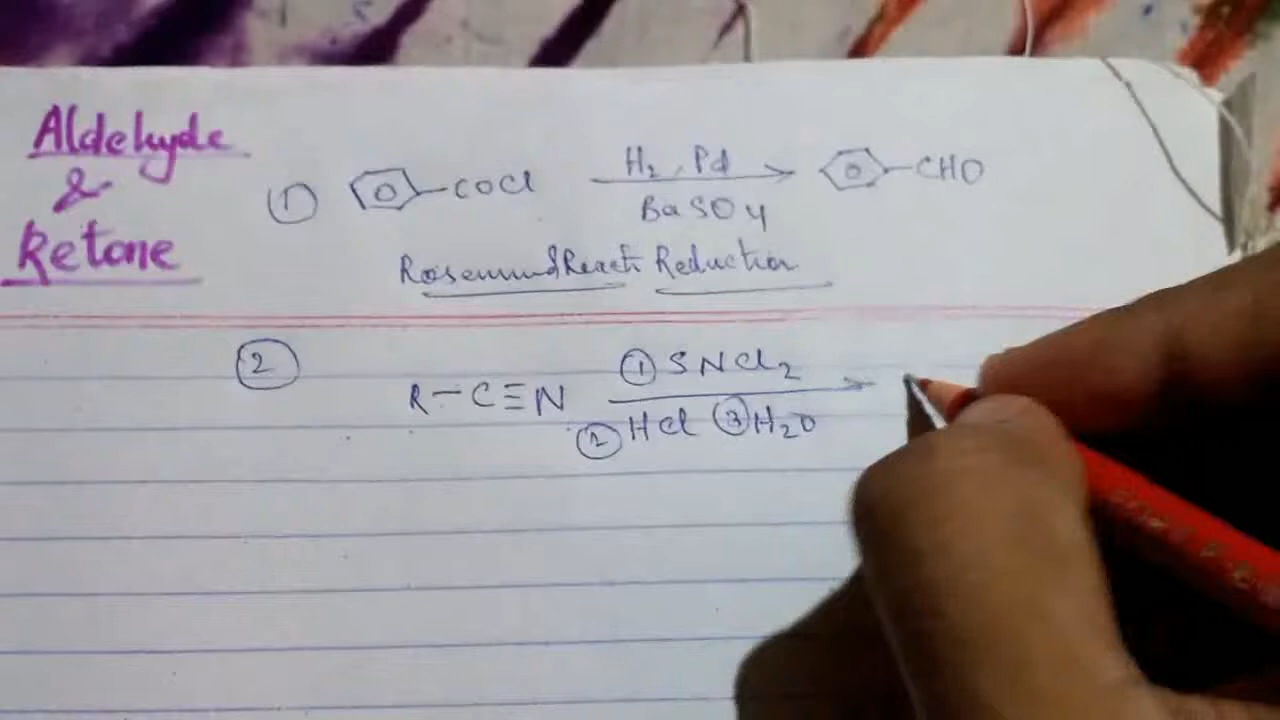 Aldehyde
&
Ketone
① COCl H2, Pd BaSO4 CHO
Reduction
② R-C≡N ① SNCl2 ② HCl ③ H2O